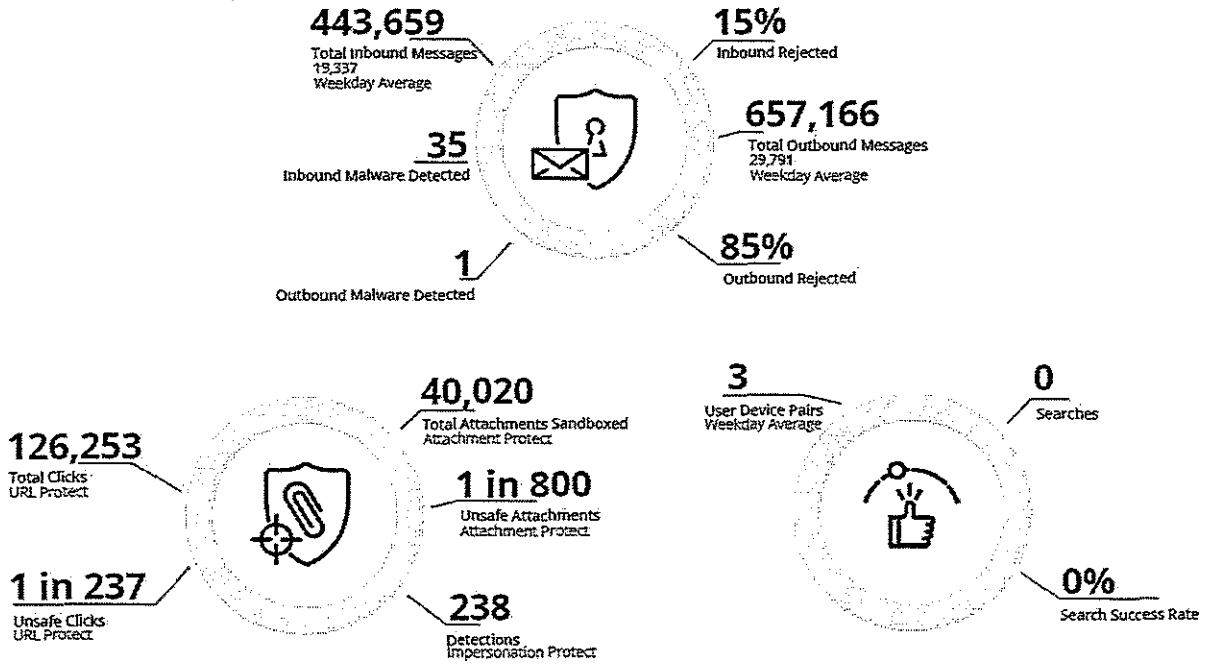 443,659
Total Inbound Messages
19,337
Weekday Average
15%
Inbound Rejected
657,166
Total Outbound Messages
29,791
Weekday Average
35
Inbound Malware Detected
85%
Outbound Rejected
1
Outbound Malware Detected
40,020
Total Attachments Sandboxed
Attachment Protect
126,253
Total Clicks
URL Protect
1 in 800
Unsafe Attachments
Attachment Protect
1 in 237
Unsafe Clicks
URL Protect
238
Detections
Impersonation Protect
3
User Device Pairs
Weekday Average
0
Searches
0%
Search Success Rate